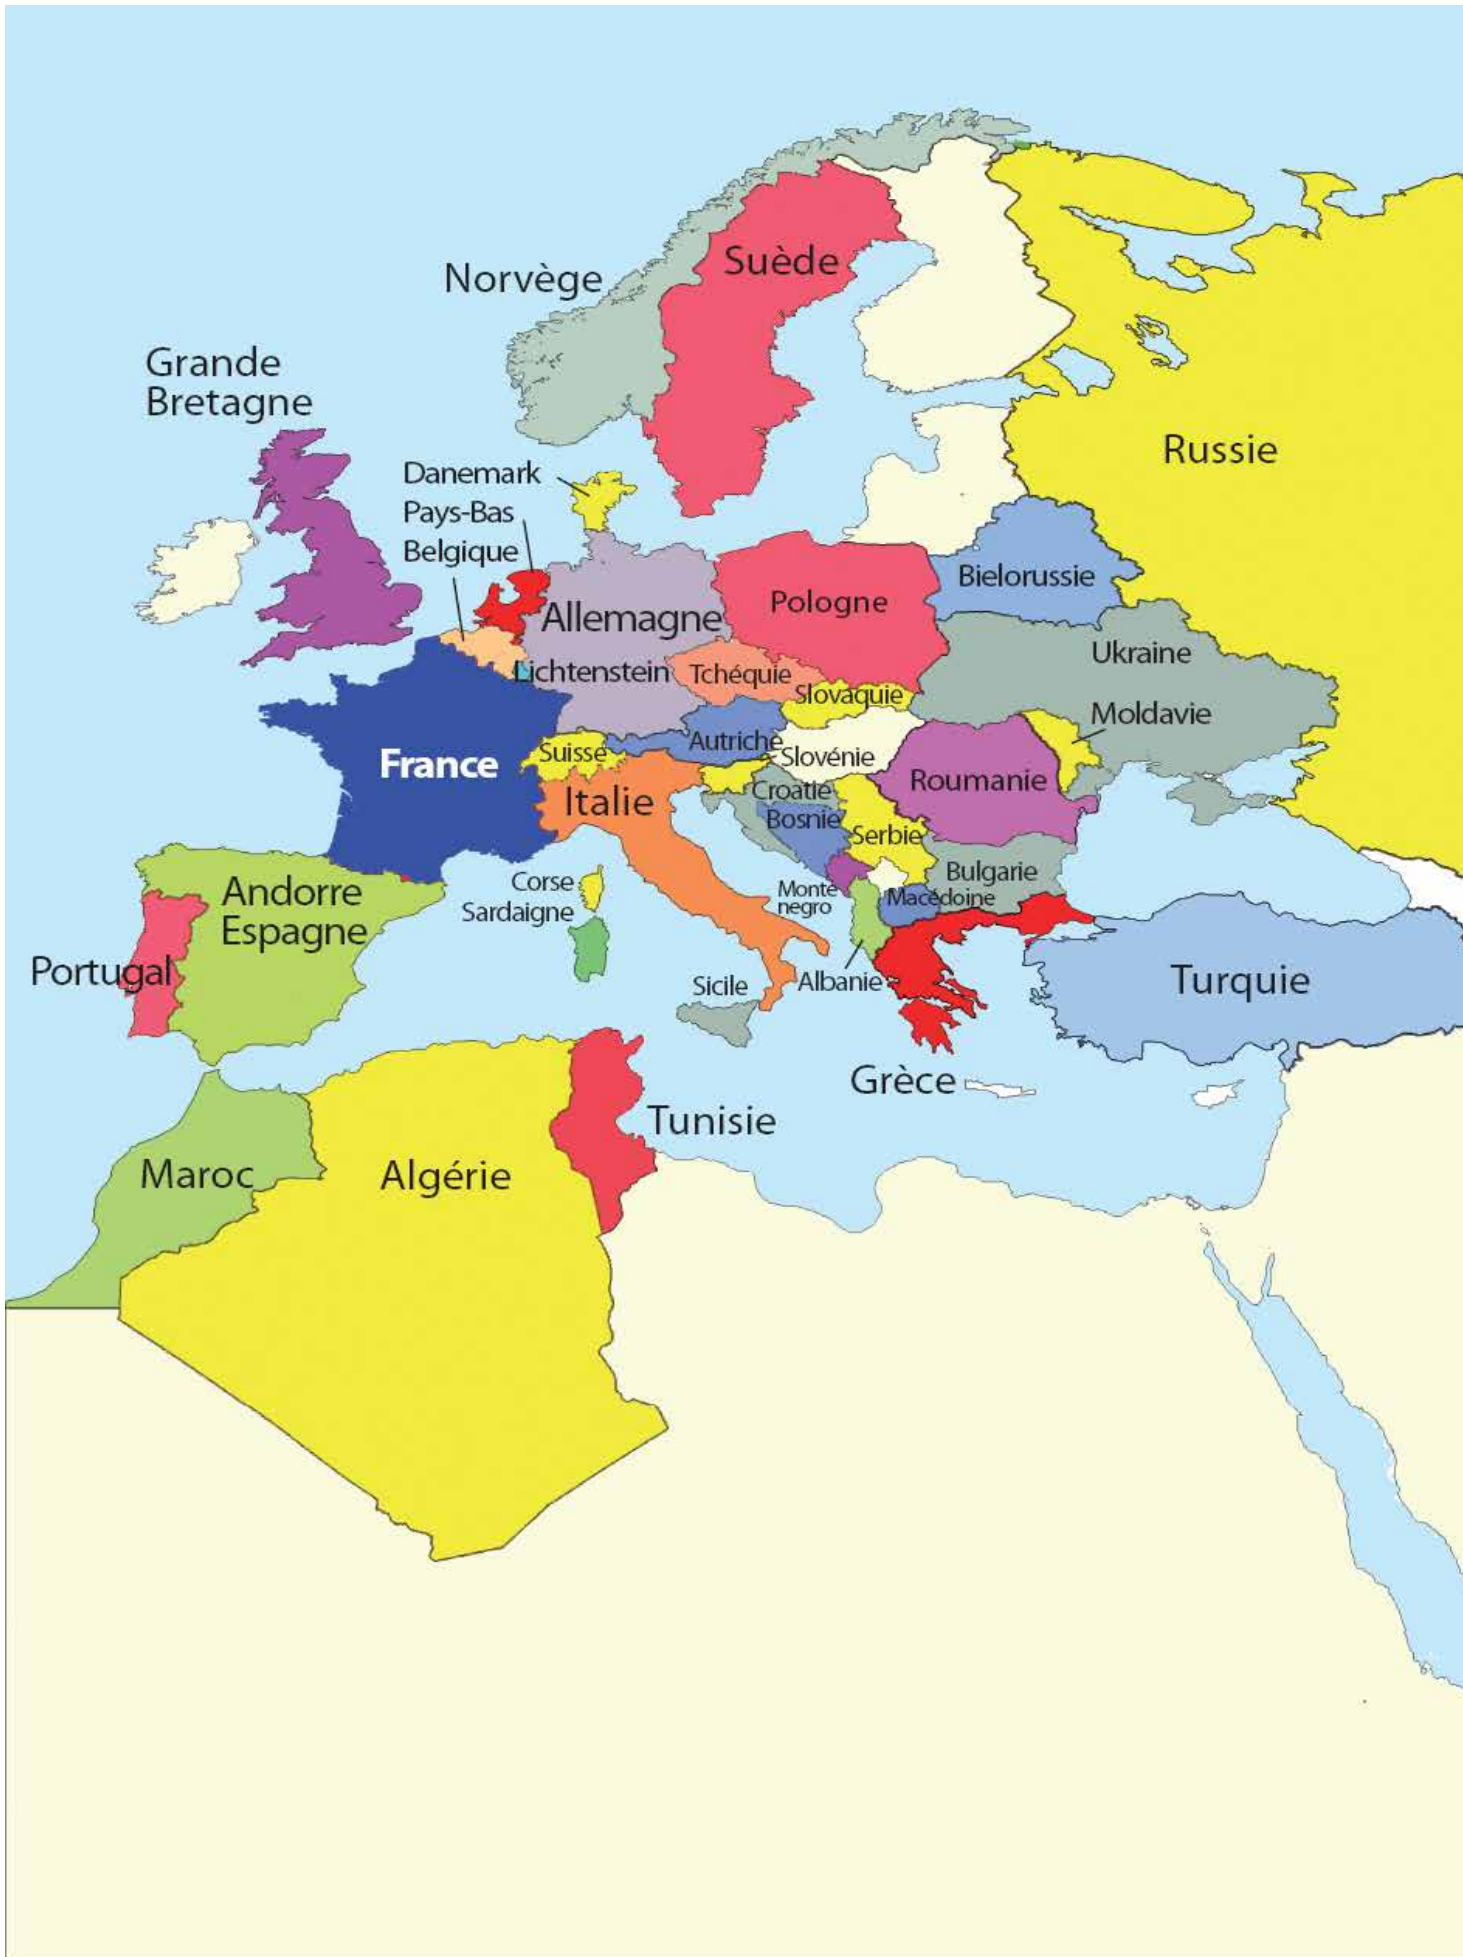 Norvège
Suède
Grande
Bretagne
Russie
Danemark
Pays-Bas
Belgique
Bielorussie
Pologne
Allemagne
Ukraine
Lichtenstein
Tchéquie
Slovaquie
Moldavie
Autriche
Suisse
Slovénie
France
Roumanie
Croatie
Italie
Bosnie
Serbie
Bulgarie
Corse
Sardaigne
Monte
negro
Macédoine
Andorre
Espagne
Portugal
Sicile
Albanie
Turquie
Grèce
Tunisie
Maroc
Algérie